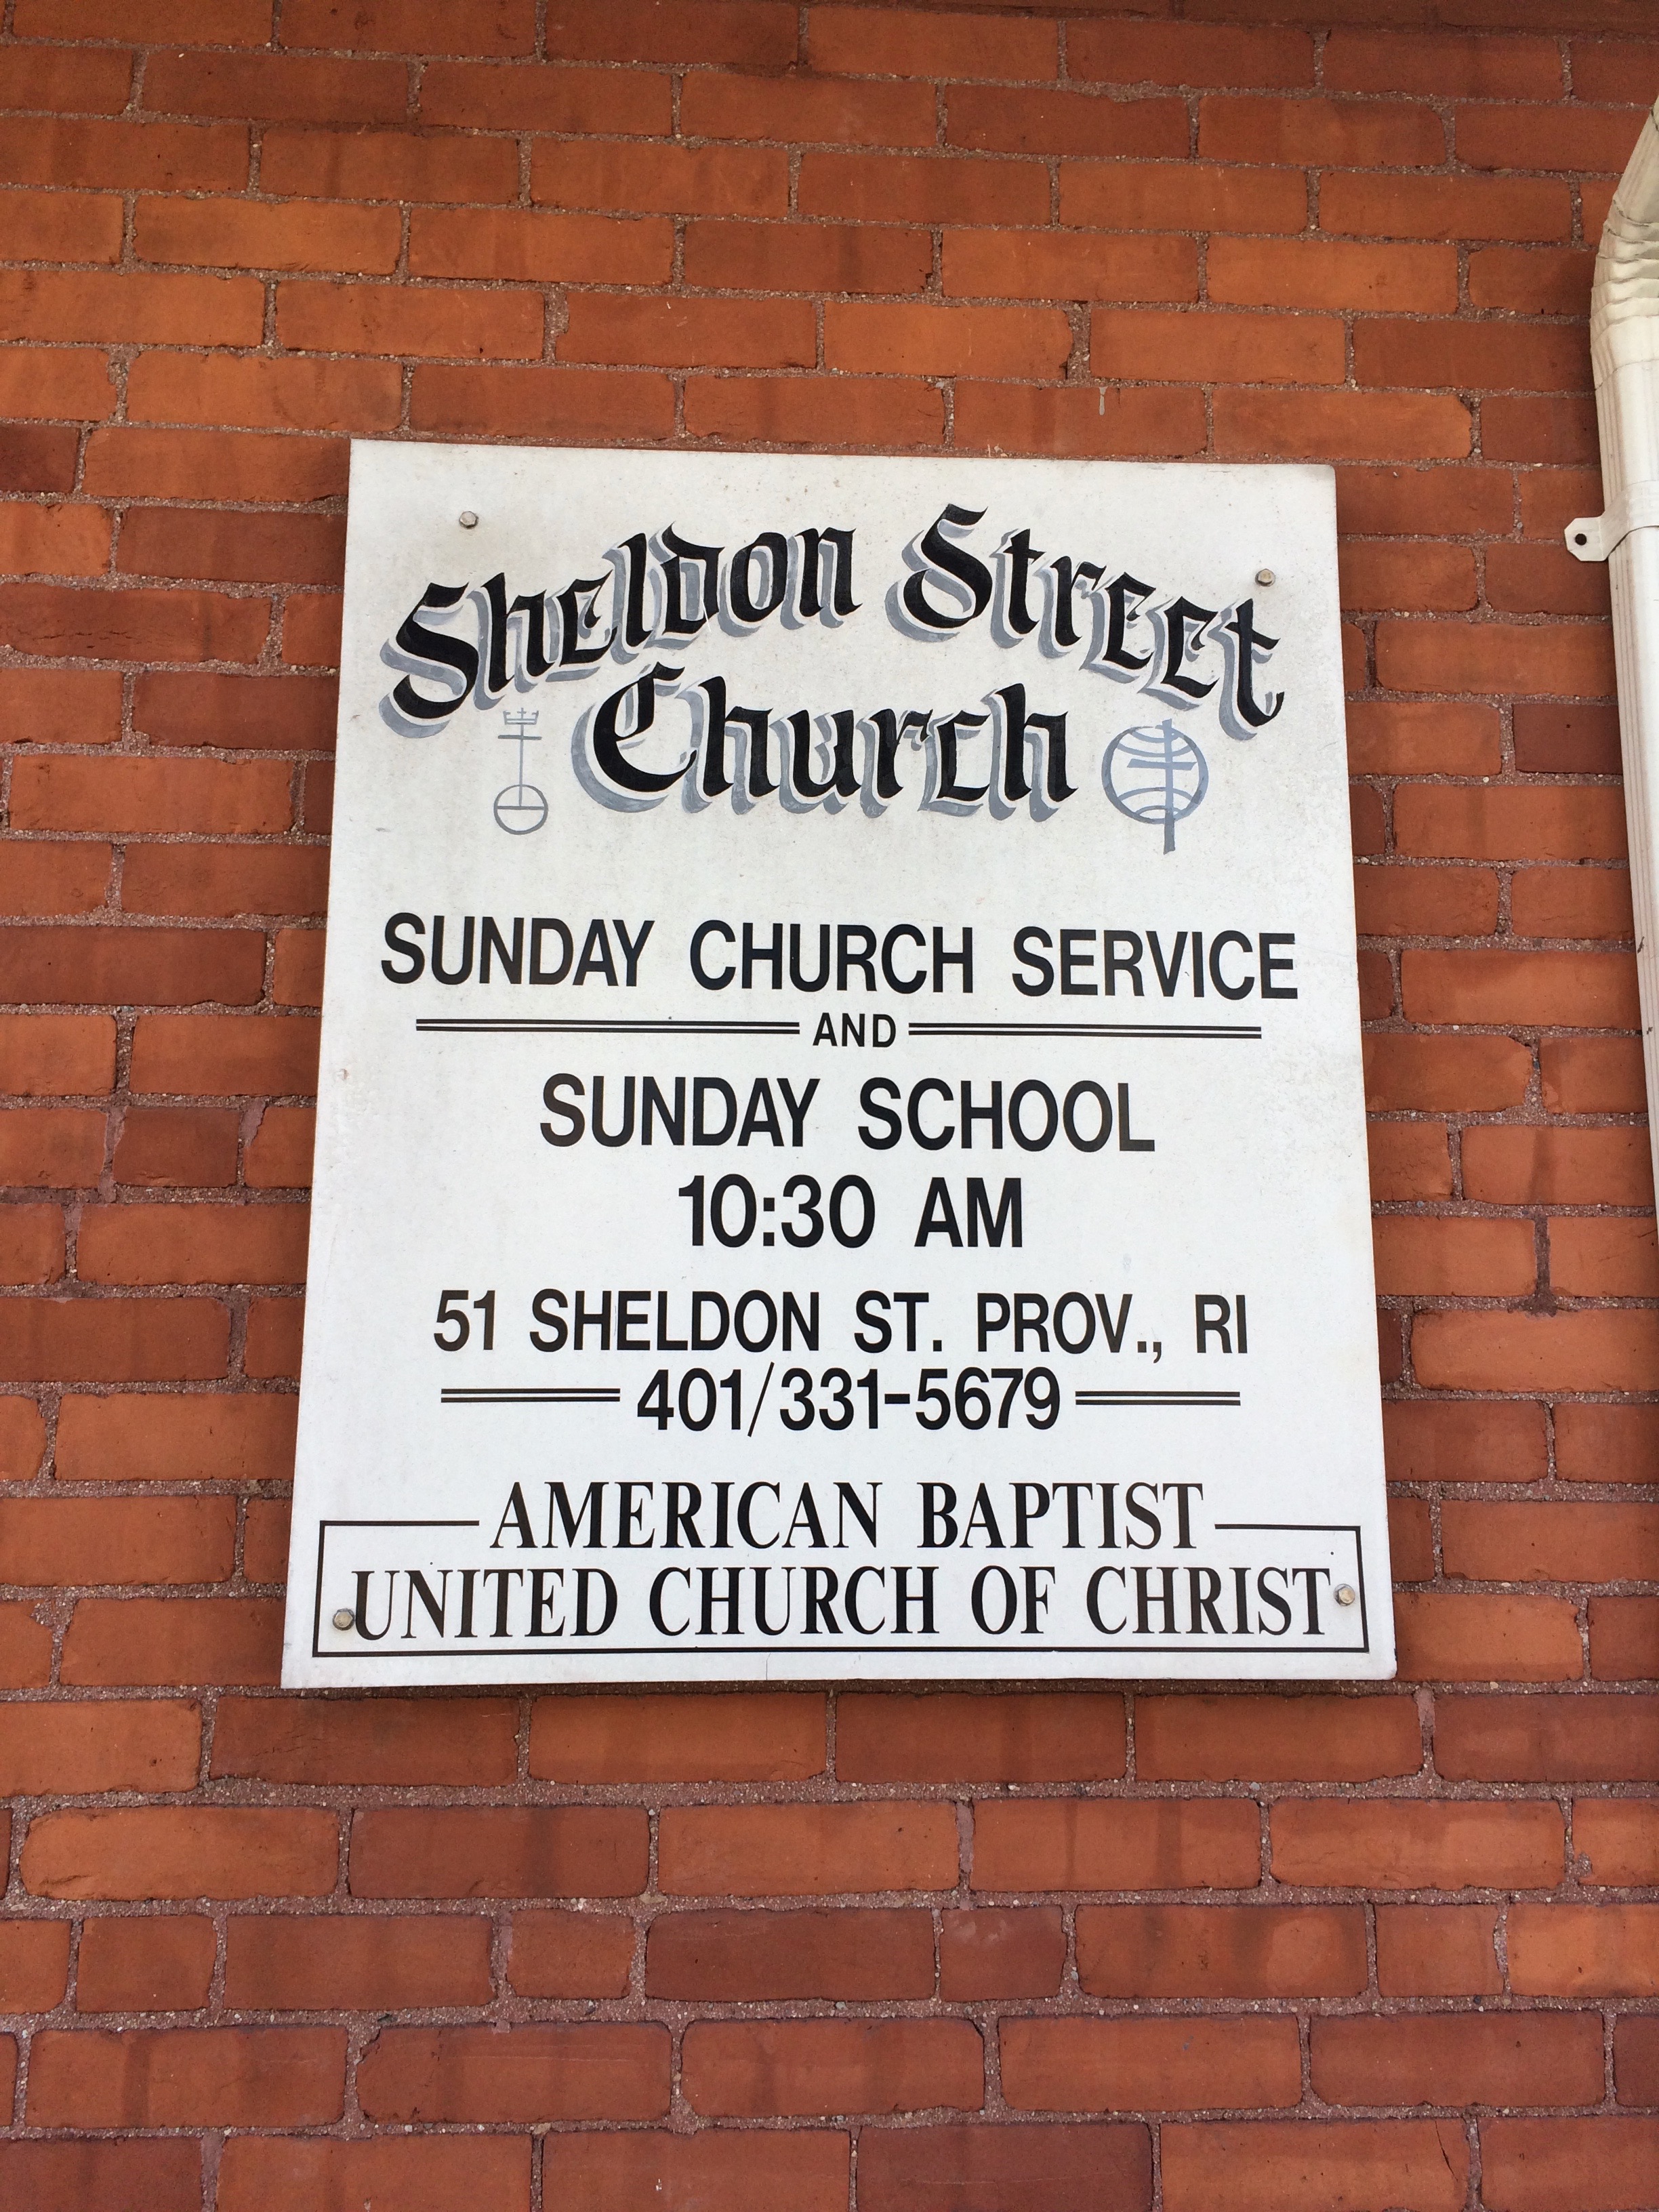 Sheldon Street
Church
SUNDAY CHURCH SERVICE
AND
SUNDAY SCHOOL
10:30 AM
51 SHELDON ST. PROV., RI
401/331-5679
AMERICAN BAPTIST
UNITED CHURCH OF CHRIST